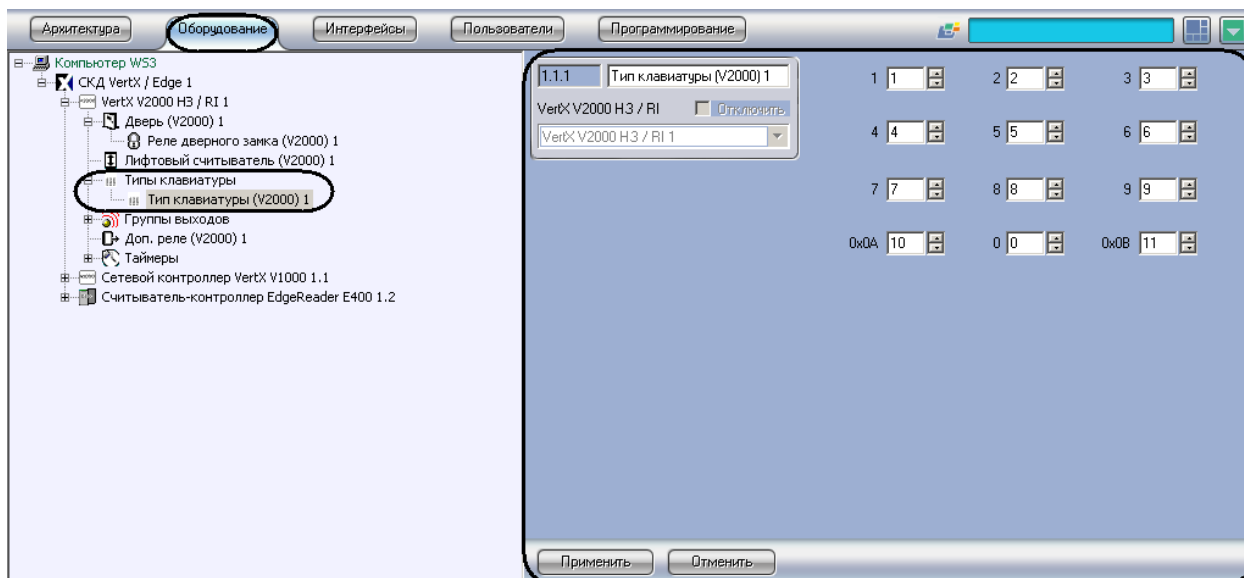 Архитектура Оборудование Интерфейсы Пользователи Программирование
Компьютер WS3
СКД VertX / Edge 1
VertX V2000 H3 / RI 1
Дверь (V2000) 1
Реле дверного замка (V2000) 1
Лифтовый считыватель (V2000) 1
Типы клавиатуры
Тип клавиатуры (V2000) 1
Группы выходов
Доп. реле (V2000) 1
Таймеры
Сетевой контроллер VertX V1000 1.1
Считыватель-контроллер EdgeReader E400 1.2
1.1.1 Тип клавиатуры (V2000) 1
VertX V2000 H3 / RI Отключить
VertX V2000 H3 / RI 1
1 1 2 2 3 3
4 4 5 5 6 6
7 7 8 8 9 9
0x0A 10 0 0 0x0B 11
Применить Отменить